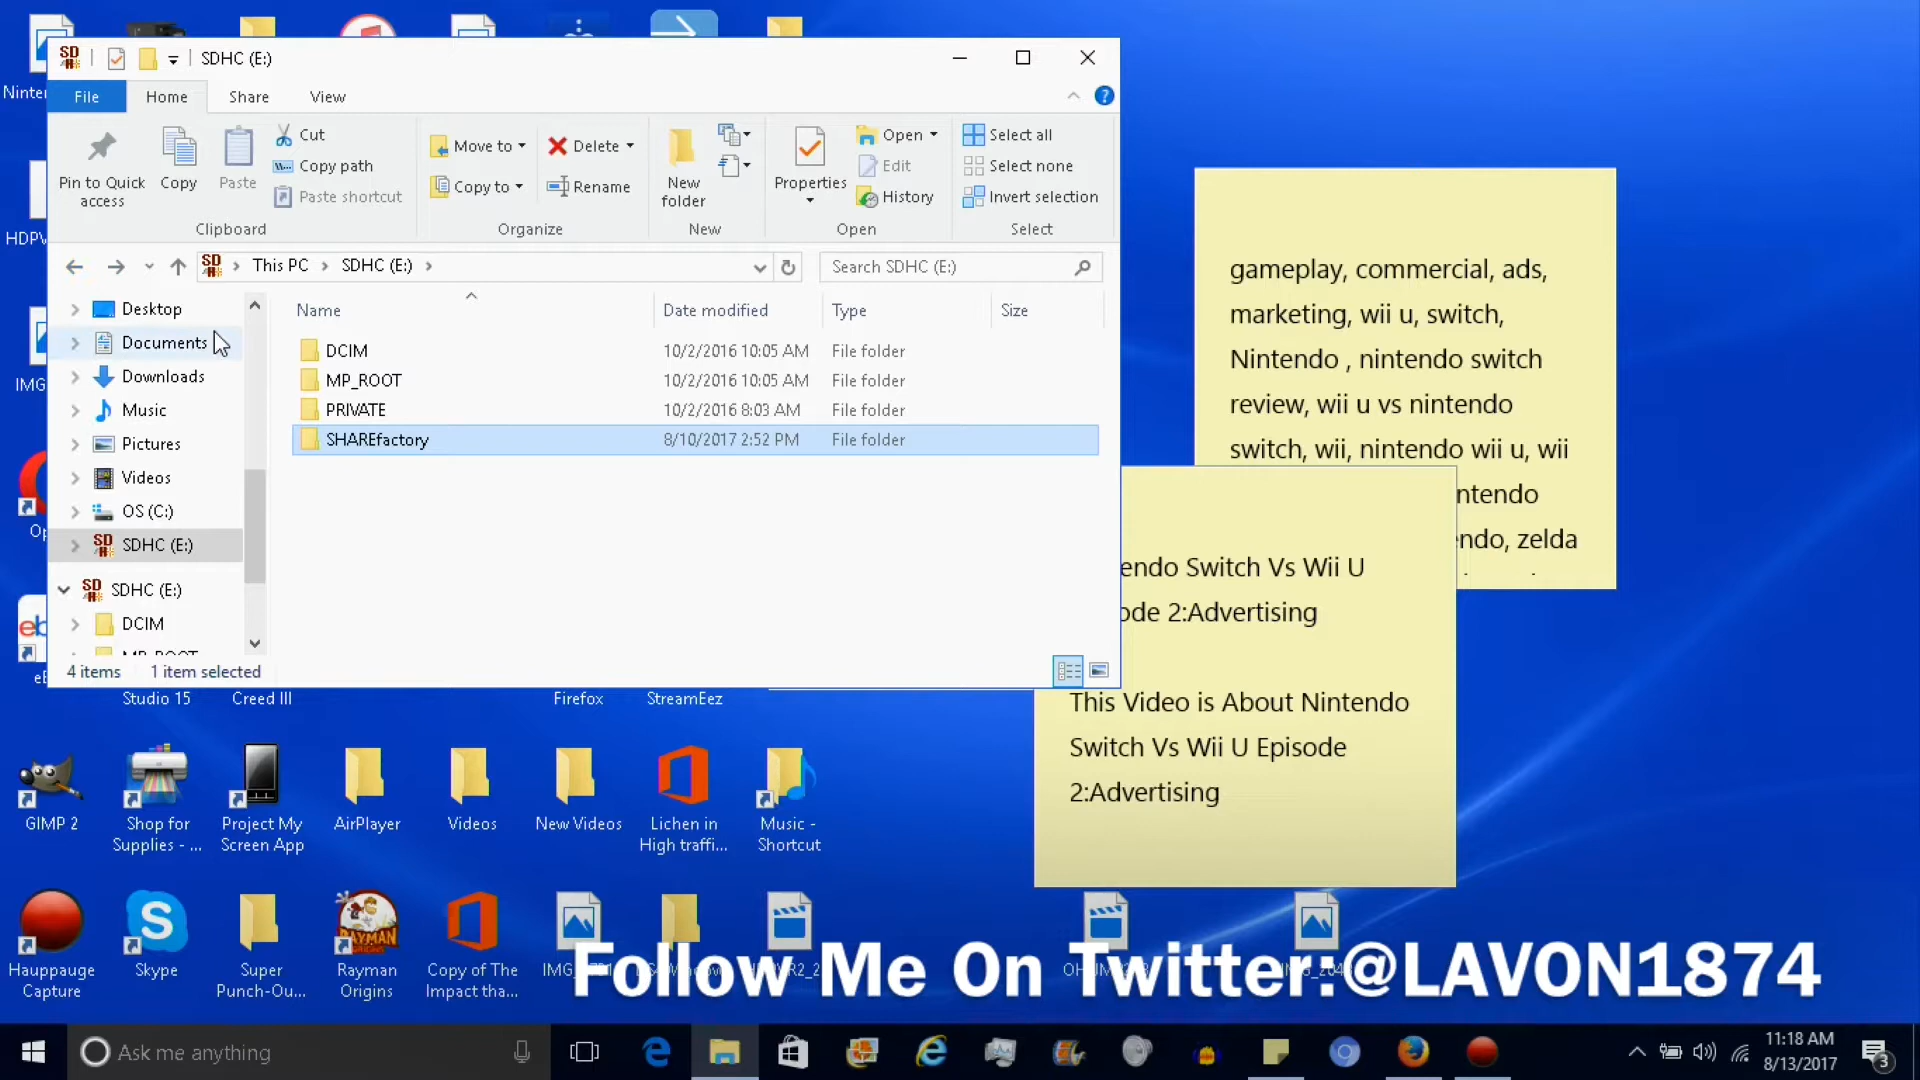 SDHC (E:)
File
Home
Share
View
Pin to Quick access
Copy
Paste
Cut
Copy path
Paste shortcut
Clipboard
Move to
Copy to
Delete
Rename
Organize
New folder
New
Properties
Open
Edit
History
Open
Select all
Select none
Invert selection
Select
This PC > SDHC (E:)
Search SDHC (E:)
Desktop
Documents
Downloads
Music
Pictures
Videos
OS (C:)
SDHC (E:)
SDHC (E:)
DCIM
Name Date modified Type Size
DCIM 10/2/2016 10:05 AM File folder
MP_ROOT 10/2/2016 10:05 AM File folder
PRIVATE 10/2/2016 8:03 AM File folder
SHAREfactory 8/10/2017 2:52 PM File folder
4 items 1 item selected
gameplay, commercial, ads,
marketing, wii u, switch,
Nintendo , nintendo switch
review, wii u vs nintendo
switch, wii, nintendo wii u, wii
ntendo
endo, zelda
endo Switch Vs Wii U
ode 2:Advertising
This Video is About Nintendo
Switch Vs Wii U Episode
2:Advertising
Studio 15
Creed III
Firefox
StreamEez
GIMP 2
Shop for
Supplies - ...
Project My
Screen App
AirPlayer
Videos
New Videos
Lichen in
High traffi...
Music -
Shortcut
Hauppauge
Capture
Skype
Super
Punch-Ou...
Rayman
Origins
Copy of The
Impact tha...
Follow Me On Twitter:@LAVON1874
Ask me anything
11:18 AM
8/13/2017
3